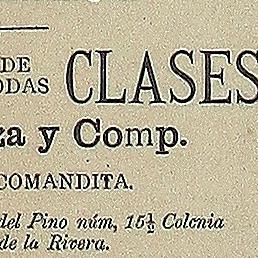 DE
ODAS CLASES
za y Comp.
COMANDITA.
del Pino núm, 15½ Colonia
de la Rivera.